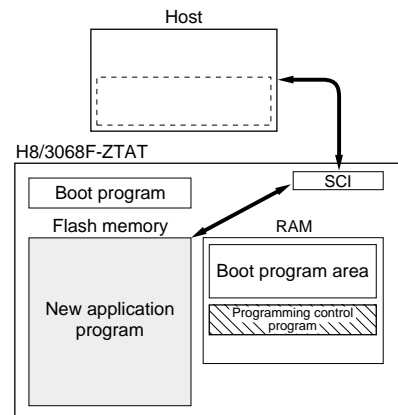 Host
H8/3068F-ZTAT
SCI
Boot program
Flash memory
RAM
New application
program
Boot program area
Programming control
program